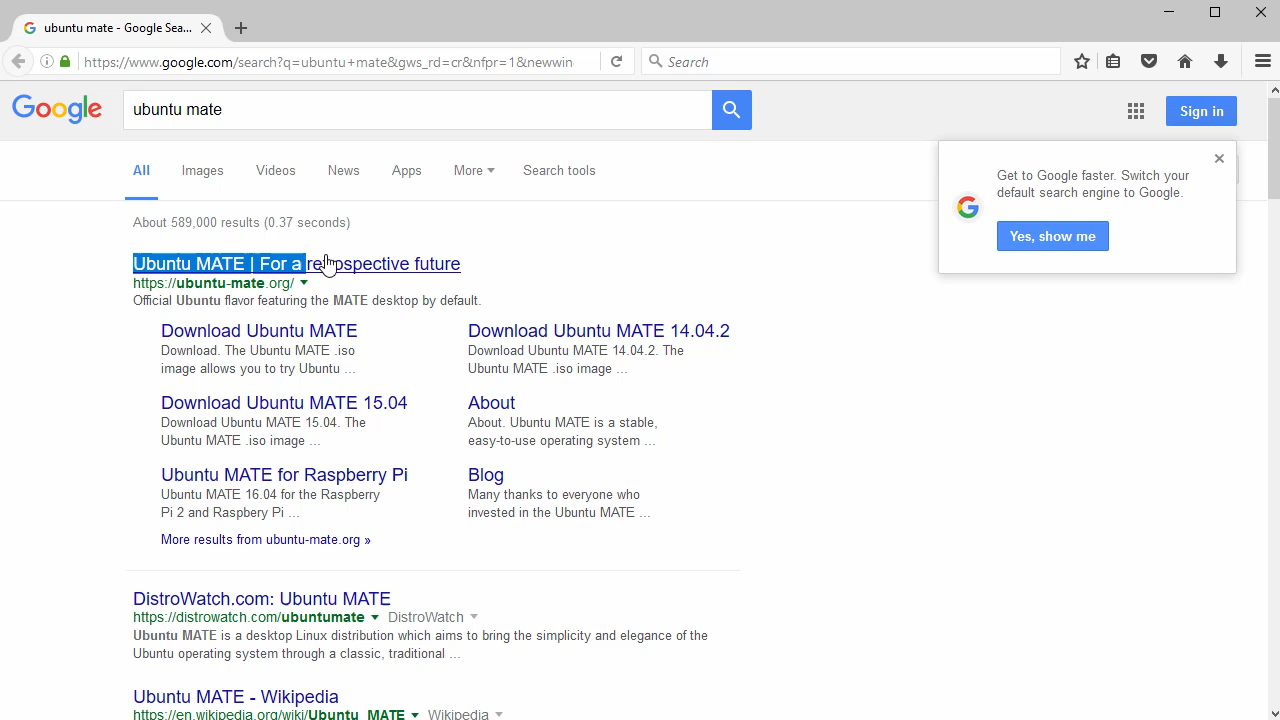 ubuntu mate - Google Sea...
https://www.google.com/search?q=ubuntu+mate&gws_rd=cr&nfpr=1&newwin
Search
Google
ubuntu mate
Sign in
All
Images
Videos
News
Apps
More
Search tools
Get to Google faster. Switch your
default search engine to Google.
Yes, show me
About 589,000 results (0.37 seconds)
Ubuntu MATE | For a retrospective future
https://ubuntu-mate.org/
Official Ubuntu flavor featuring the MATE desktop by default.
Download Ubuntu MATE
Download. The Ubuntu MATE .iso
image allows you to try Ubuntu ...
Download Ubuntu MATE 14.04.2
Download Ubuntu MATE 14.04.2. The
Ubuntu MATE .iso image ...
Download Ubuntu MATE 15.04
Download Ubuntu MATE 15.04. The
Ubuntu MATE .iso image ...
About
About. Ubuntu MATE is a stable,
easy-to-use operating system ...
Ubuntu MATE for Raspberry Pi
Ubuntu MATE 16.04 for the Raspberry
Pi 2 and Raspbery Pi ...
Blog
Many thanks to everyone who
invested in the Ubuntu MATE ...
More results from ubuntu-mate.org »
DistroWatch.com: Ubuntu MATE
https://distrowatch.com/ubuntumate DistroWatch
Ubuntu MATE is a desktop Linux distribution which aims to bring the simplicity and elegance of the
Ubuntu operating system through a classic, traditional ...
Ubuntu MATE - Wikipedia
https://en.wikipedia.org/wiki/Ubuntu_MATE Wikipedia